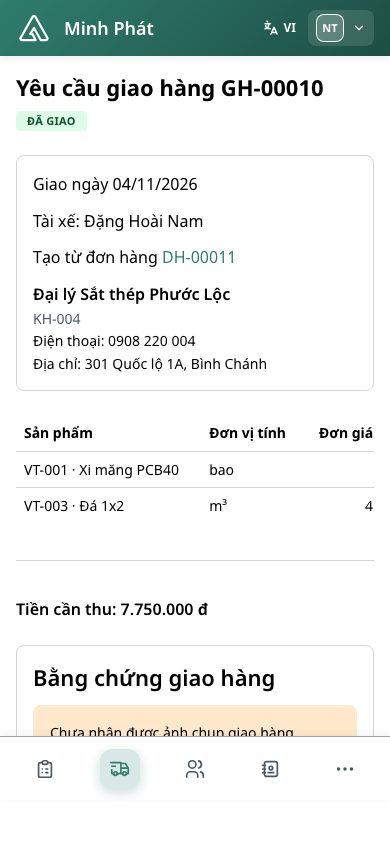 Minh Phát
VI
NT
Yêu cầu giao hàng GH-00010
ĐÃ GIAO
Giao ngày 04/11/2026
Tài xế: Đặng Hoài Nam
Tạo từ đơn hàng DH-00011
Đại lý Sắt thép Phước Lộc
KH-004
Điện thoại: 0908 220 004
Địa chỉ: 301 Quốc lộ 1A, Bình Chánh
Sản phẩm Đơn vị tính Đơn giá
VT-001 · Xi măng PCB40 bao
VT-003 · Đá 1x2 m³ 4
Tiền cần thu: 7.750.000 đ
Bằng chứng giao hàng
Chưa nhận được ảnh chụp giao hàng